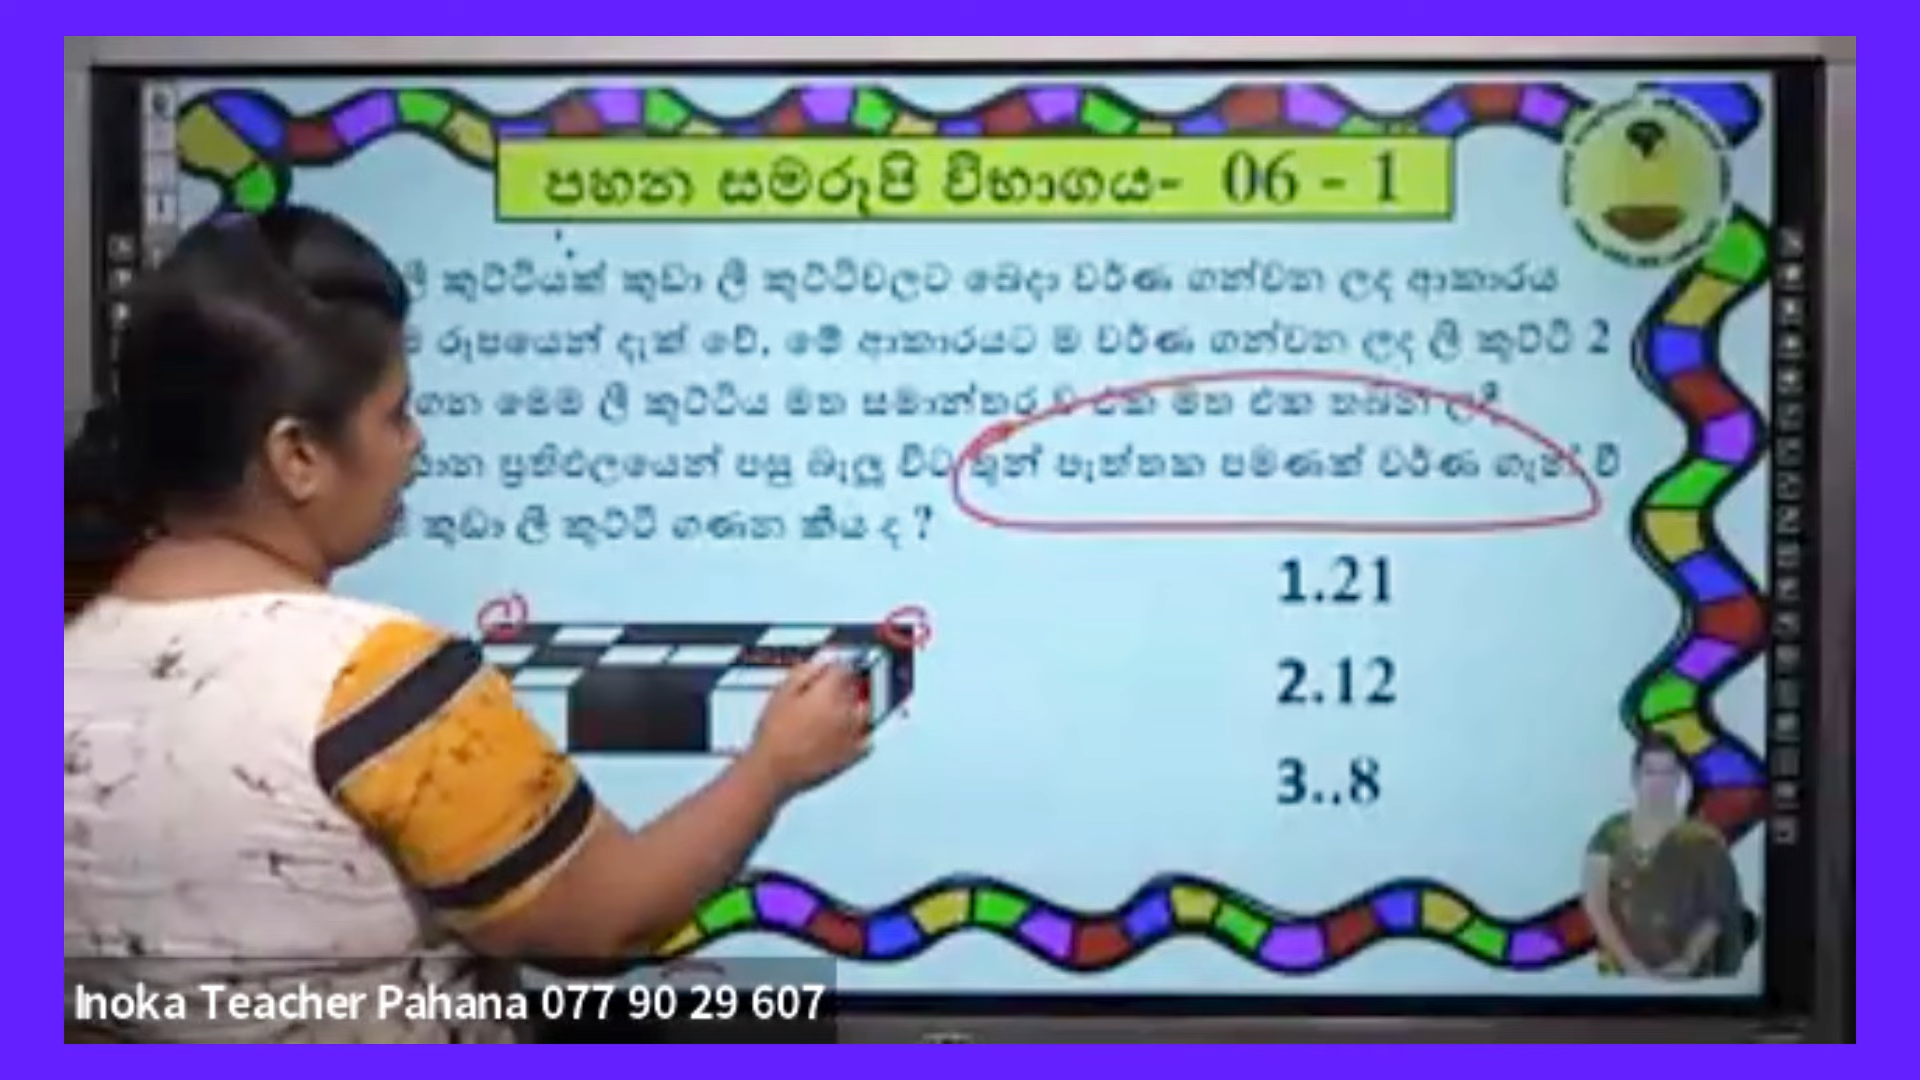 පහන සමරූපී විභාගය- 06 - 1
ලී කුට්ටියක් කුඩා ලී කුට්ටිවලට බෙදා වර්ණ ගන්වන ලද ආකාරය
රූපයෙන් දැක් වේ. මේ ආකාරයට ම වර්ණ ගන්වන ලද ලී කුට්ටි 2
ගෙන මෙම ලී කුට්ටිය මත සමාන්තර ව එක මත එක තබන ලදී
ප්‍රතිඵලයෙන් පසු බැලූ විට තුන් පැත්තක පමණක් වර්ණ ගැන් වී
කුඩා ලී කුට්ටි ගණන කීය ද ?
1.21
2.12
3..8
Inoka Teacher Pahana 077 90 29 607